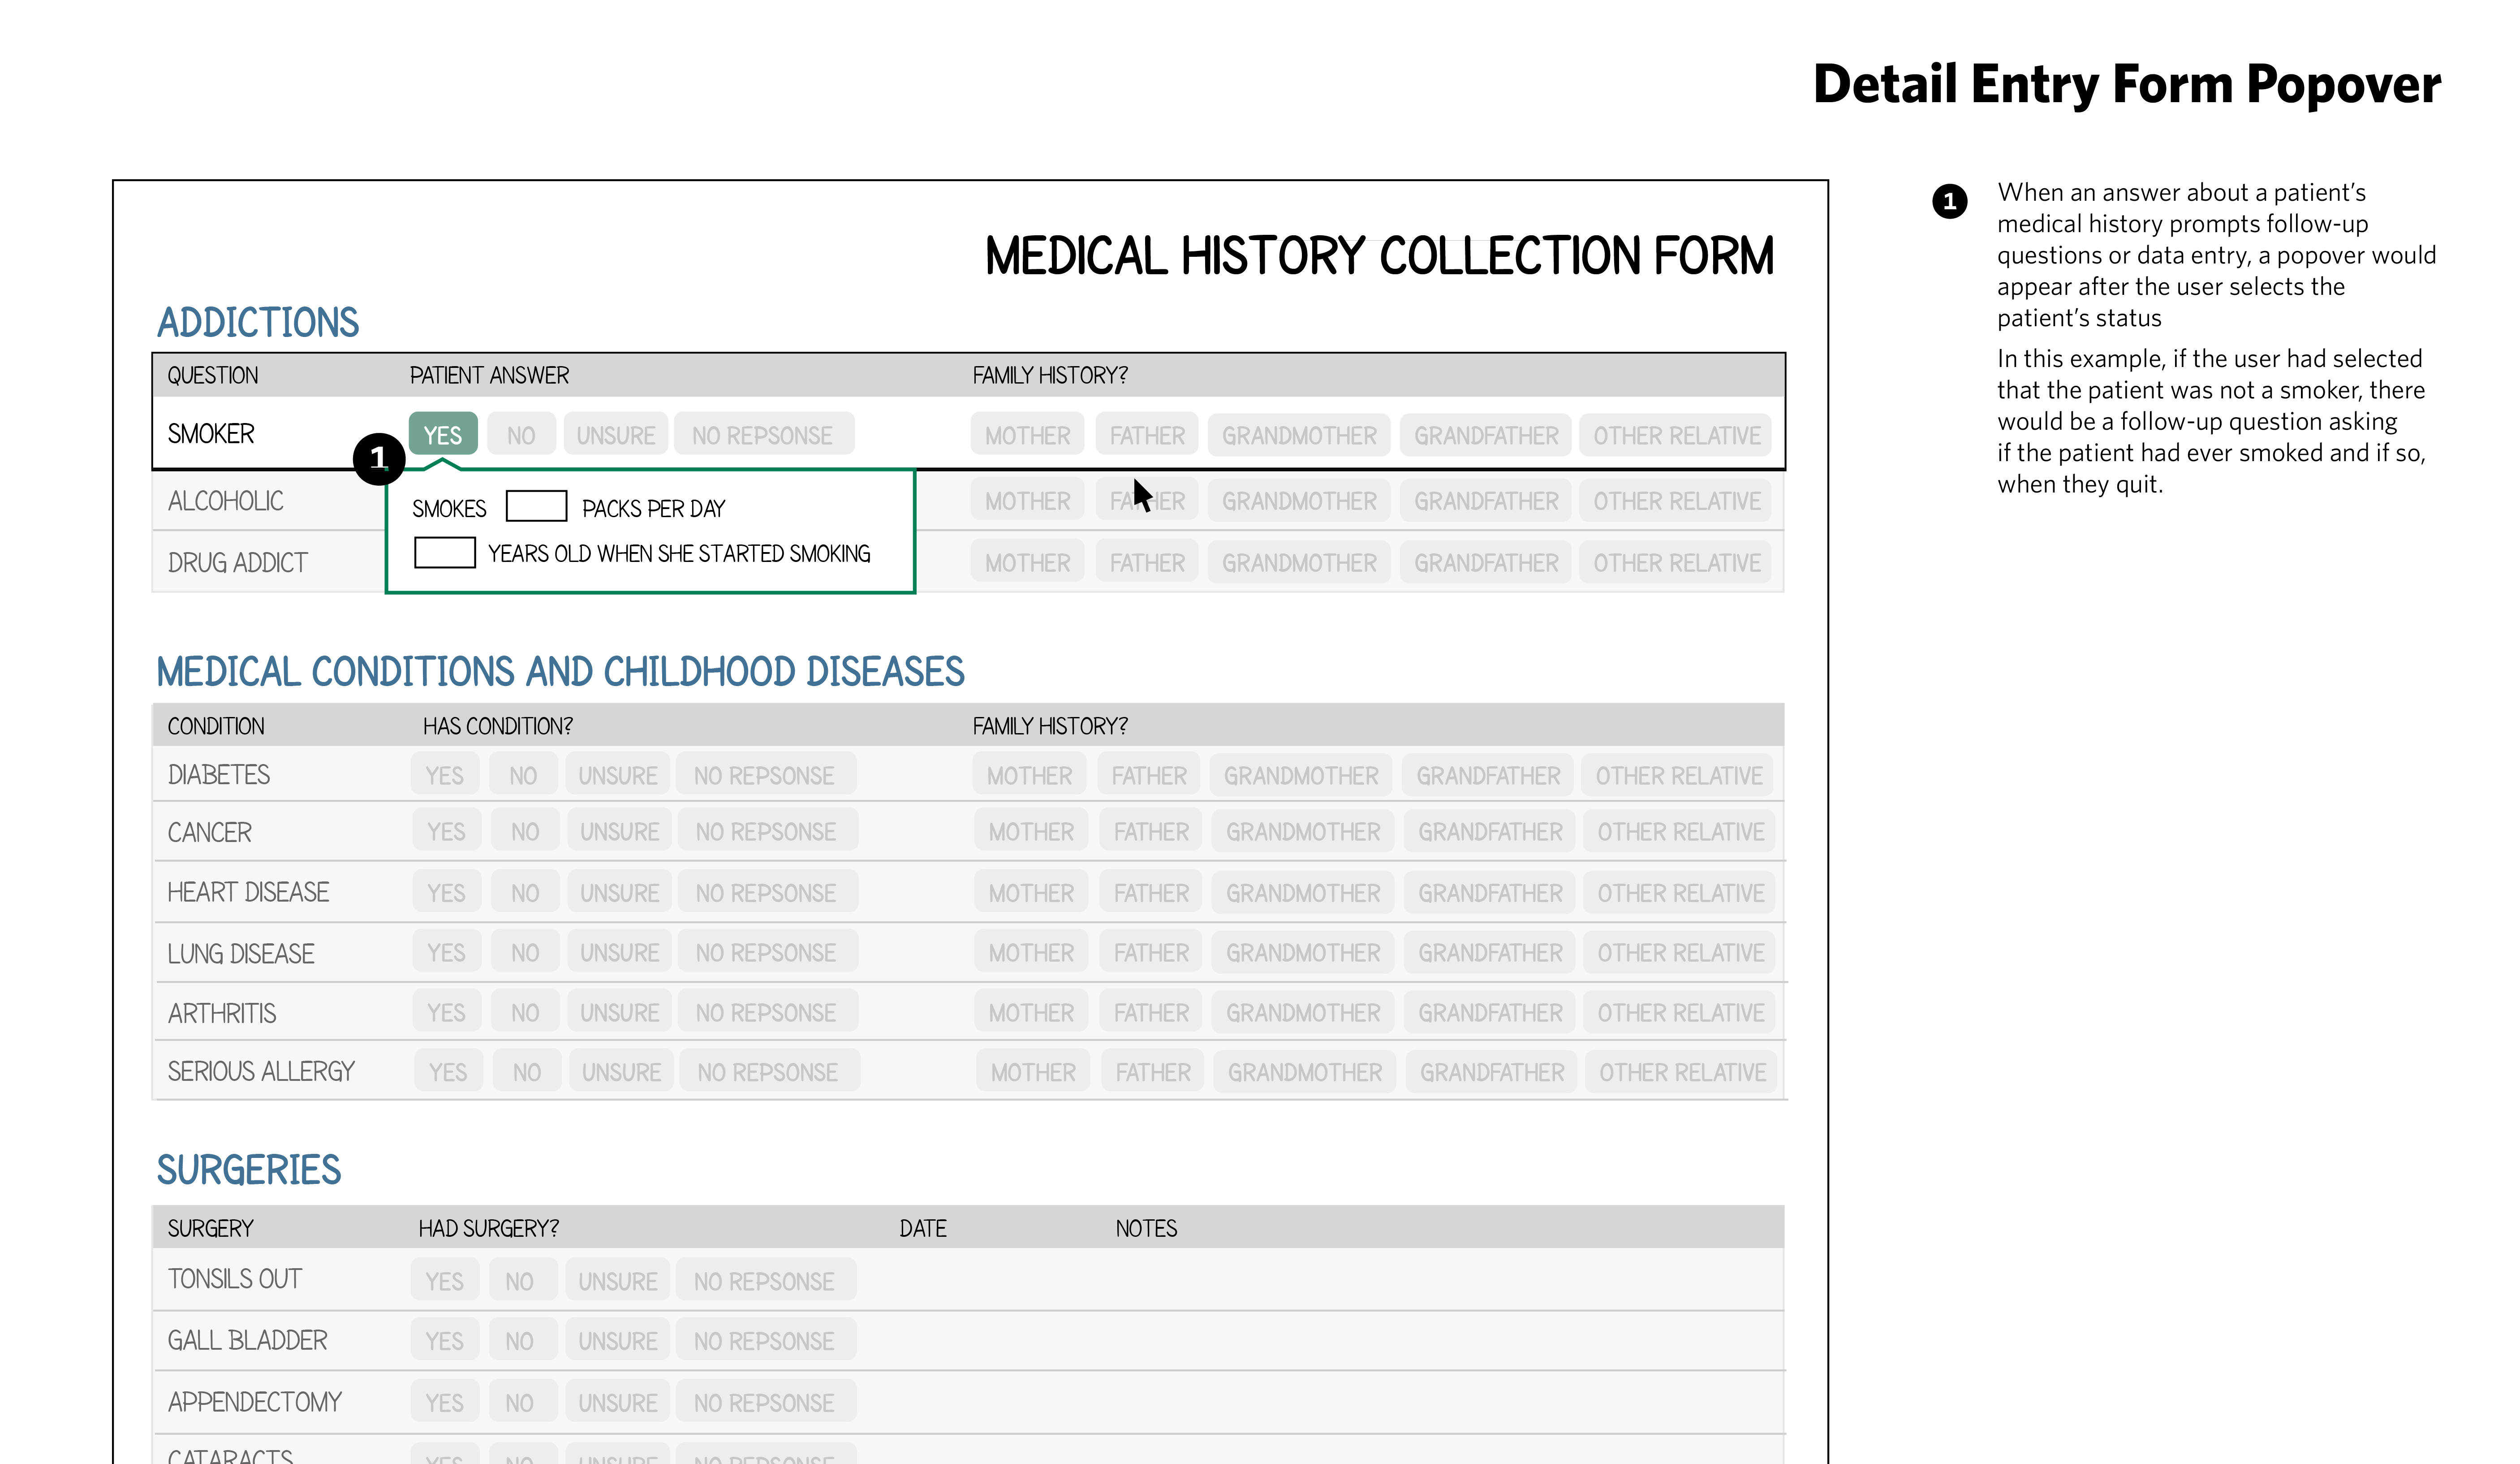 Detail Entry Form Popover
MEDICAL HISTORY COLLECTION FORM
ADDICTIONS
QUESTION PATIENT ANSWER FAMILY HISTORY?
SMOKER YES NO UNSURE NO REPSONSE MOTHER FATHER GRANDMOTHER GRANDFATHER OTHER RELATIVE
1
ALCOHOLIC MOTHER FATHER GRANDMOTHER GRANDFATHER OTHER RELATIVE
SMOKES PACKS PER DAY
YEARS OLD WHEN SHE STARTED SMOKING
DRUG ADDICT MOTHER FATHER GRANDMOTHER GRANDFATHER OTHER RELATIVE
MEDICAL CONDITIONS AND CHILDHOOD DISEASES
CONDITION HAS CONDITION? FAMILY HISTORY?
DIABETES YES NO UNSURE NO REPSONSE MOTHER FATHER GRANDMOTHER GRANDFATHER OTHER RELATIVE
CANCER YES NO UNSURE NO REPSONSE MOTHER FATHER GRANDMOTHER GRANDFATHER OTHER RELATIVE
HEART DISEASE YES NO UNSURE NO REPSONSE MOTHER FATHER GRANDMOTHER GRANDFATHER OTHER RELATIVE
LUNG DISEASE YES NO UNSURE NO REPSONSE MOTHER FATHER GRANDMOTHER GRANDFATHER OTHER RELATIVE
ARTHRITIS YES NO UNSURE NO REPSONSE MOTHER FATHER GRANDMOTHER GRANDFATHER OTHER RELATIVE
SERIOUS ALLERGY YES NO UNSURE NO REPSONSE MOTHER FATHER GRANDMOTHER GRANDFATHER OTHER RELATIVE
SURGERIES
SURGERY HAD SURGERY? DATE NOTES
TONSILS OUT YES NO UNSURE NO REPSONSE
GALL BLADDER YES NO UNSURE NO REPSONSE
APPENDECTOMY YES NO UNSURE NO REPSONSE
CATARACTS YES NO UNSURE NO REPSONSE
1 When an answer about a patient's
medical history prompts follow-up
questions or data entry, a popover would
appear after the user selects the
patient's status
In this example, if the user had selected
that the patient was not a smoker, there
would be a follow-up question asking
if the patient had ever smoked and if so,
when they quit.